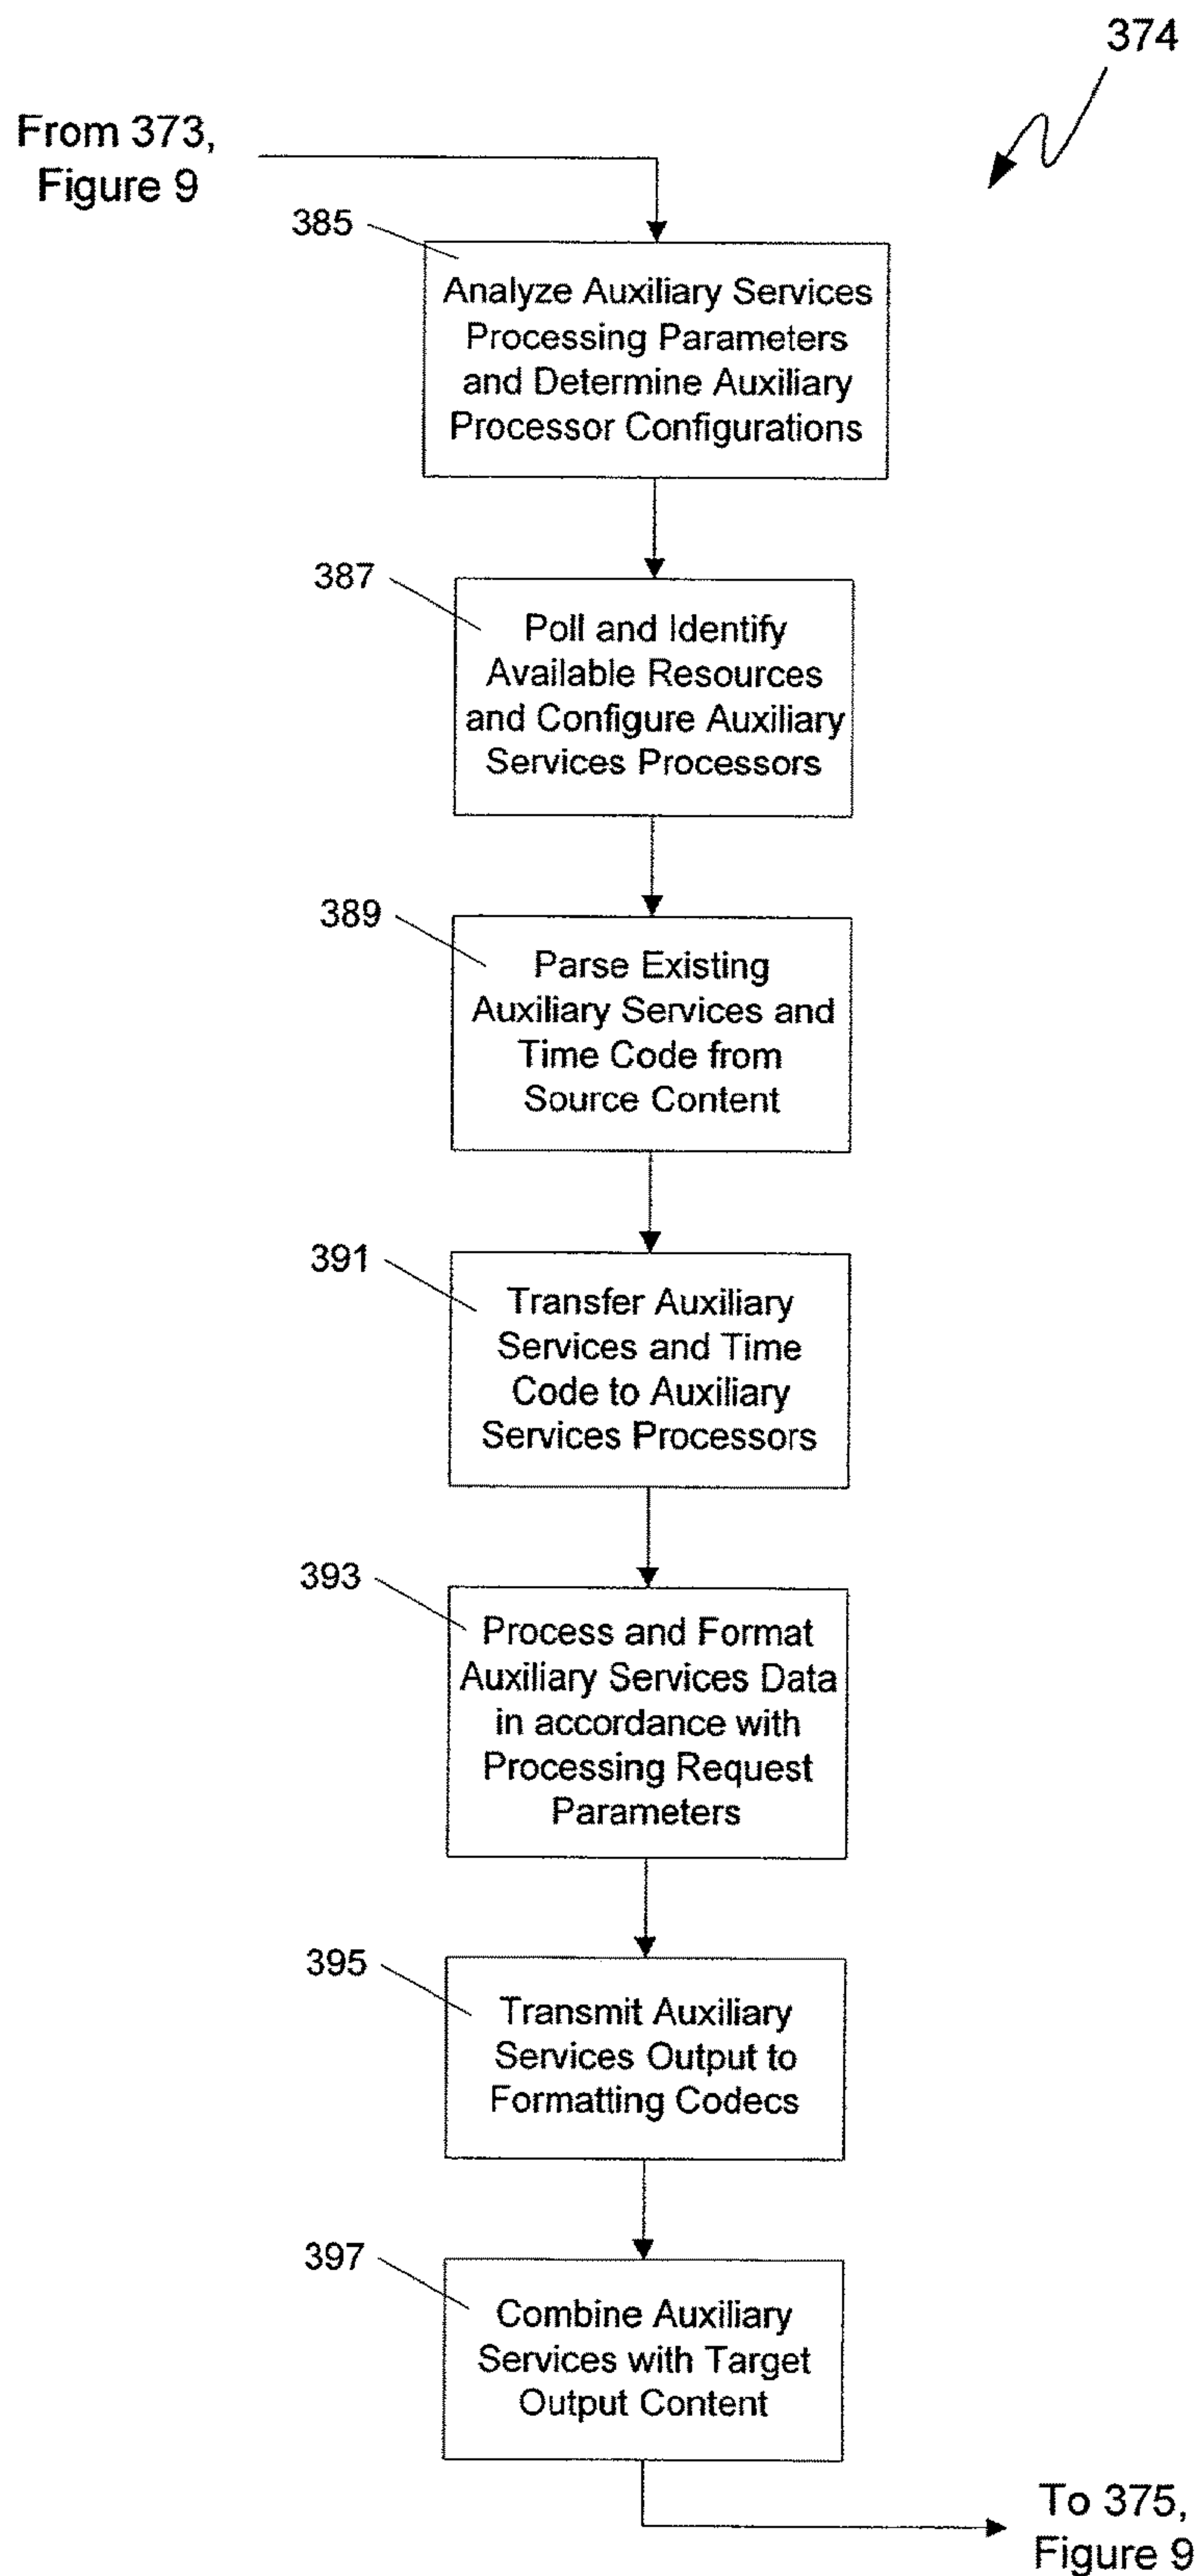 374
From 373,
Figure 9
385
Analyze Auxiliary Services
Processing Parameters
and Determine Auxiliary
Processor Configurations
387
Poll and Identify
Available Resources
and Configure Auxiliary
Services Processors
389
Parse Existing
Auxiliary Services and
Time Code from
Source Content
391
Transfer Auxiliary
Services and Time
Code to Auxiliary
Services Processors
393
Process and Format
Auxiliary Services Data
in accordance with
Processing Request
Parameters
395
Transmit Auxiliary
Services Output to
Formatting Codecs
397
Combine Auxiliary
Services with Target
Output Content
To 375,
Figure 9